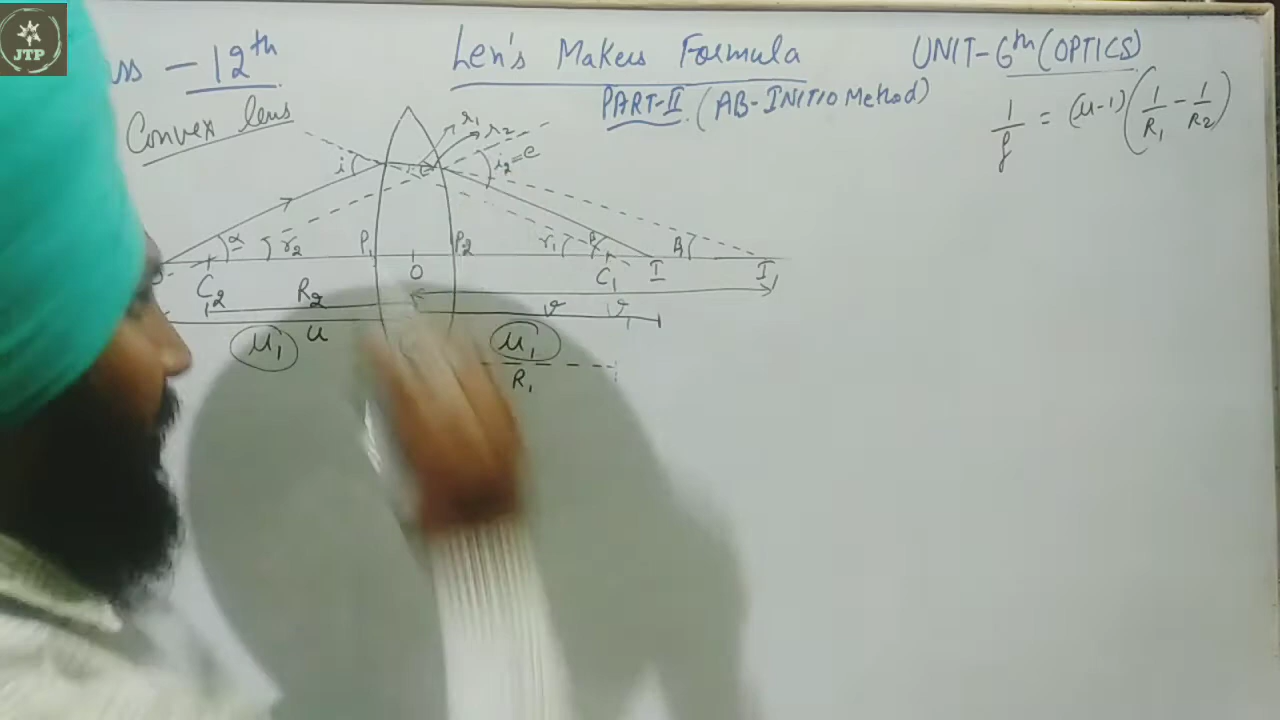 JTP
ss - 12th
Len's Makers Formula
UNIT-6th (OPTICS)
PART-II (AB-INITIO Method)
1/f = (μ-1)(1/R1 - 1/R2)
Convex lens
r1
r2
i
i2=e
α
r2
P1
P2
r1
β
β
C2
O
C1
I
I1
R2
v
v1
u
μ1
μ1
R1